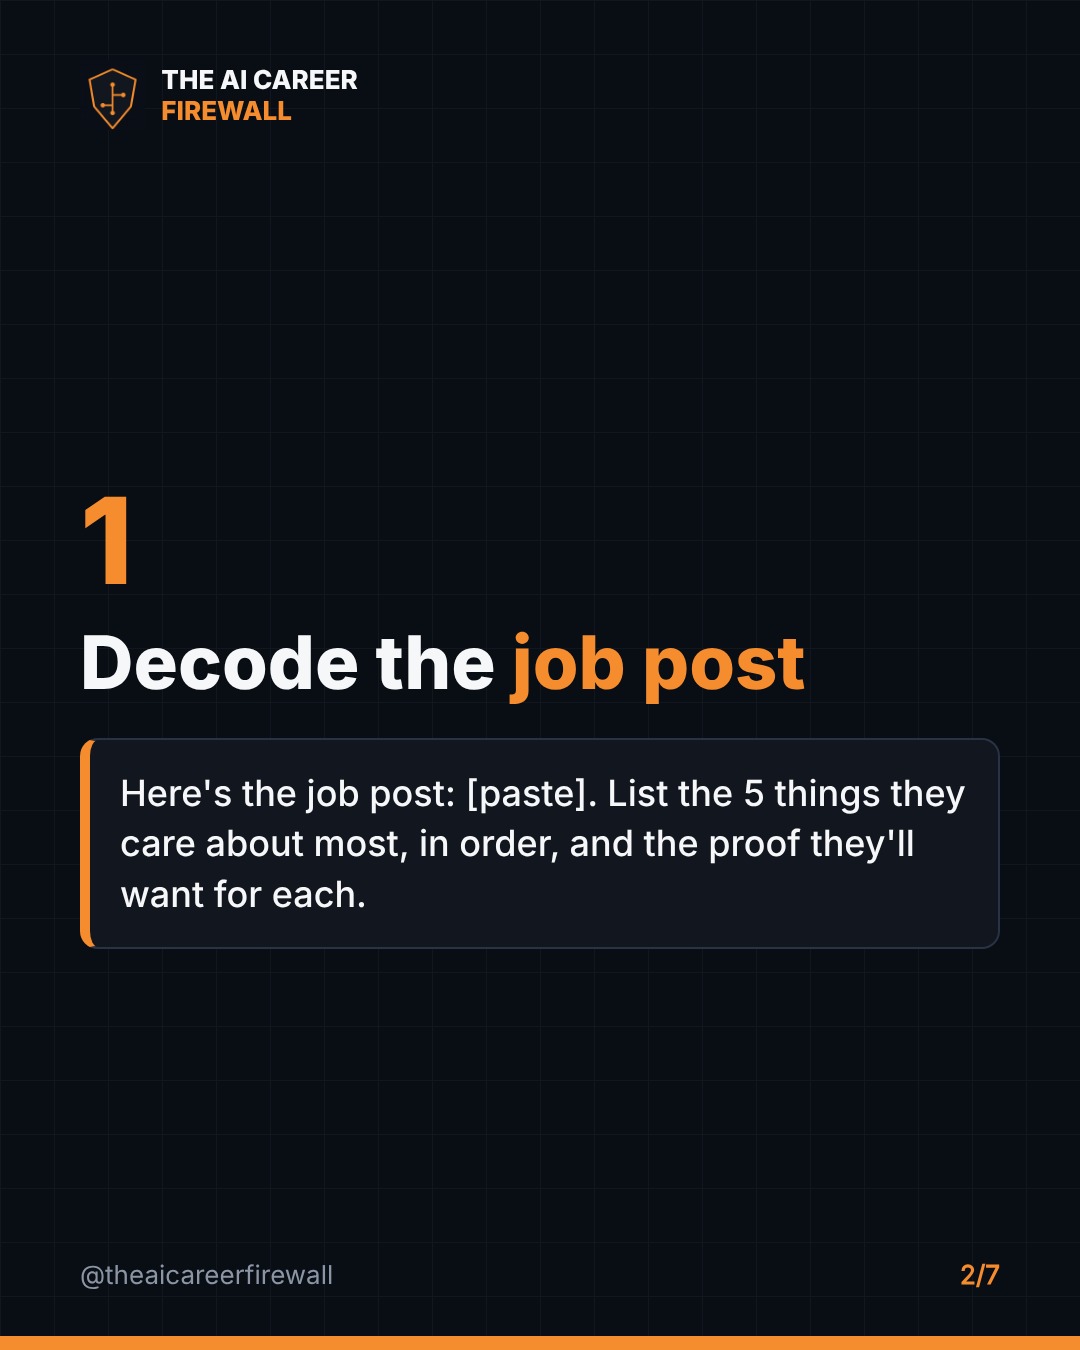 THE AI CAREER
FIREWALL
1
Decode the job post
Here's the job post: [paste]. List the 5 things they
care about most, in order, and the proof they'll
want for each.
@theaicareerfirewall
2/7